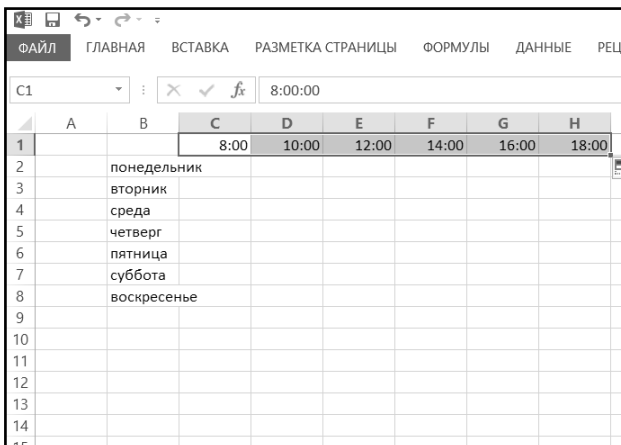 ФАЙЛ ГЛАВНАЯ ВСТАВКА РАЗМЕТКА СТРАНИЦЫ ФОРМУЛЫ ДАННЫЕ РЕЦ
C1 fx 8:00:00
A B C D E F G H
1 8:00 10:00 12:00 14:00 16:00 18:00
2 понедельник
3 вторник
4 среда
5 четверг
6 пятница
7 суббота
8 воскресенье
9
10
11
12
13
14
15